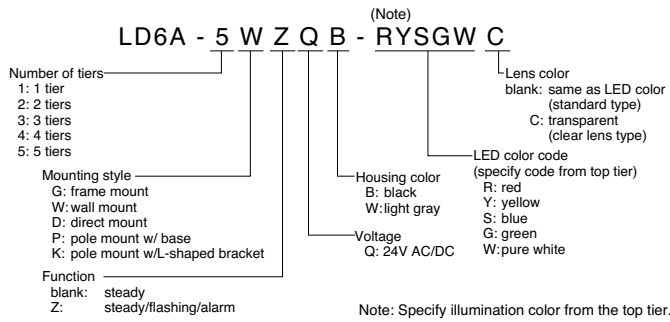 (Note)
LD6A - 5 W Z Q B - RYSGW C
Number of tiers
1: 1 tier
2: 2 tiers
3: 3 tiers
4: 4 tiers
5: 5 tiers
Mounting style
G: frame mount
W: wall mount
D: direct mount
P: pole mount w/ base
K: pole mount w/L-shaped bracket
Function
blank: steady
Z: steady/flashing/alarm
Housing color
B: black
W: light gray
Voltage
Q: 24V AC/DC
Lens color
blank: same as LED color
(standard type)
C: transparent
(clear lens type)
LED color code
(specify code from top tier)
R: red
Y: yellow
S: blue
G: green
W: pure white
Note: Specify illumination color from the top tier.